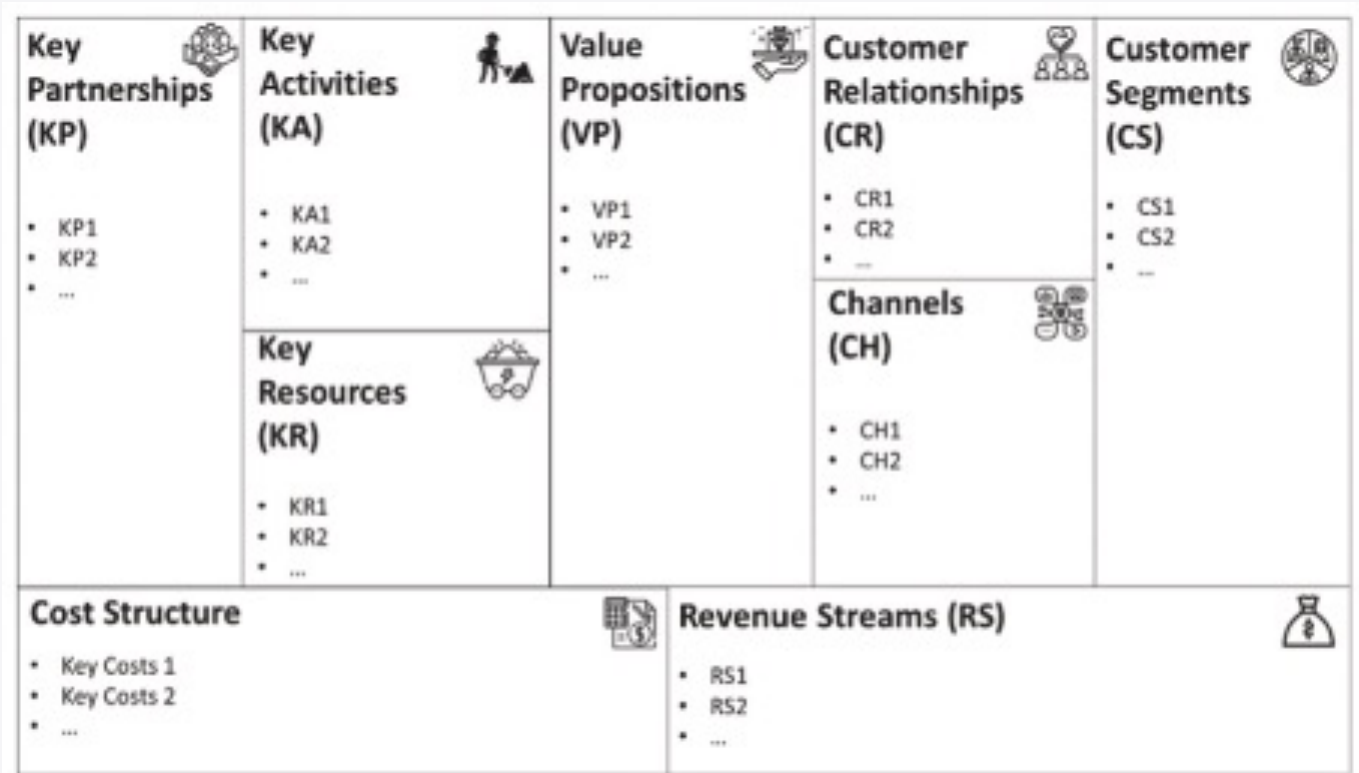 Key
Partnerships
(KP)
• KP1
• KP2
• ...
Key
Activities
(KA)
• KA1
• KA2
• ...
Key
Resources
(KR)
• KR1
• KR2
• ...
Value
Propositions
(VP)
• VP1
• VP2
• ...
Customer
Relationships
(CR)
• CR1
• CR2
• ...
Channels
(CH)
• CH1
• CH2
• ...
Customer
Segments
(CS)
• CS1
• CS2
• ...
Cost Structure
• Key Costs 1
• Key Costs 2
• ...
Revenue Streams (RS)
• RS1
• RS2
• ...